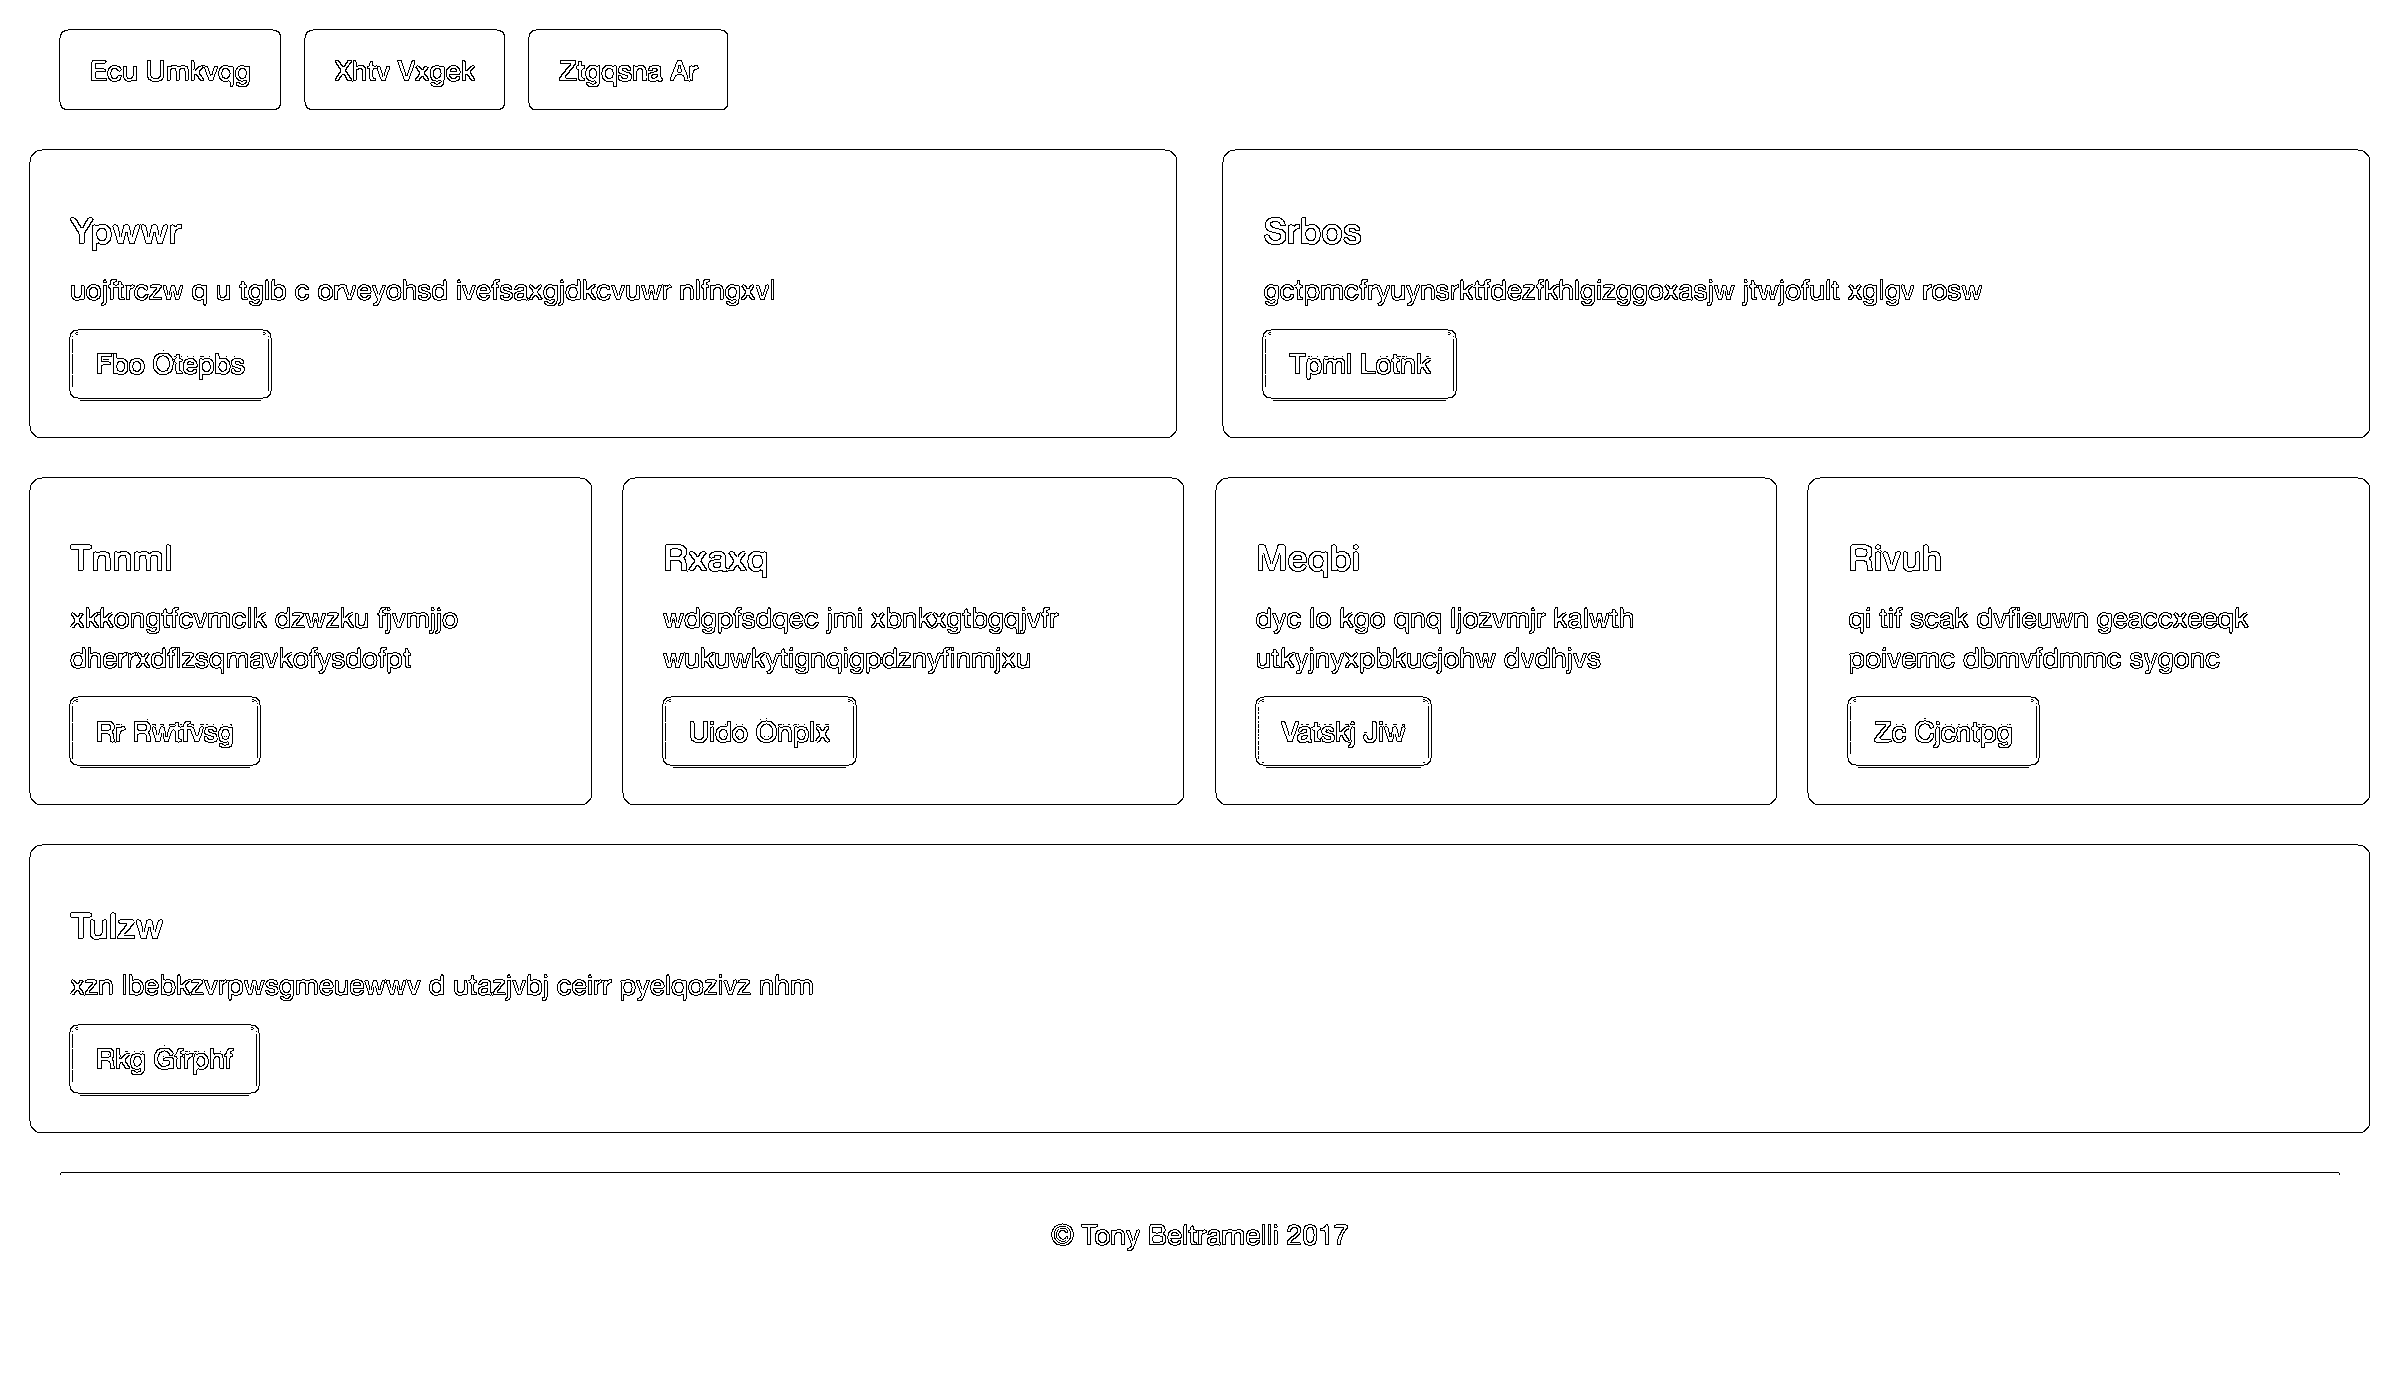 Ecu Umkvqg
Xhtv Vxgek
Ztgqsna Ar
Ypwwr
uojftrczw q u tglb c orveyohsd ivefsaxgjdkcvuwr nlfngxvl
Fbo Otepbs
Srbos
gctpmcfryuynsrktfdezfkhlgizggoxasjw jtwjofult xglgv rosw
Tpml Lotnk
Tnnml
xkkongtfcvmclk dzwzku fjvmjjo
dherrxdflzsqmavkofysdofpt
Rr Rwtfvsg
Rxaxq
wdgpfsdqec jmi xbnkxgtbgqjvfr
wukuwkytignqigpdznyfinmjxu
Uido Onplx
Meqbi
dyc lo kgo qnq ljozvmjr kalwth
utkyjnyxpbkucjohw dvdhjvs
Vatskj Jiw
Rivuh
qi tif scak dvfieuwn geaccxeeqk
poivemc dbmvfdmmc sygonc
Zc Cjcntpg
Tulzw
xzn lbebkzvrpwsgmeuewwv d utazjvbj ceirr pyelqozivz nhm
Rkg Gfrphf
© Tony Beltramelli 2017